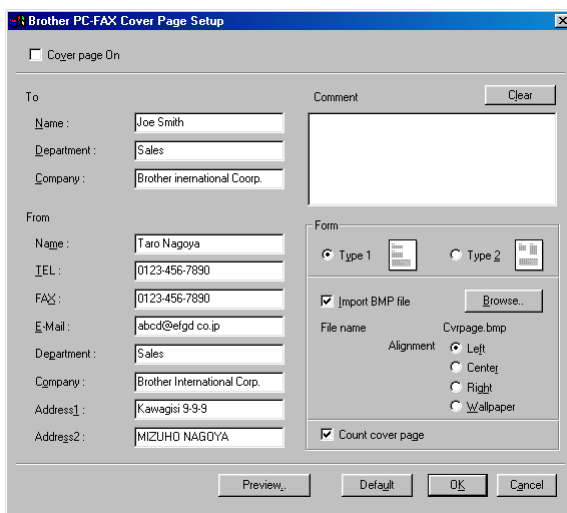 Brother PC-FAX Cover Page Setup
Cover page On
To
Name : Joe Smith
Department : Sales
Company : Brother inernational Coorp.
From
Name : Taro Nagoya
TEL : 0123-456-7890
FAX : 0123-456-7890
E-Mail : abcd@efgd co.jp
Department : Sales
Company : Brother International Corp.
Address1 : Kawagisi 9-9-9
Address2 : MIZUHO NAGOYA
Comment Clear
Form
Type 1 Type 2
Import BMP file Browse..
File name Cvrpage.bmp
Alignment Left
Center
Right
Wallpaper
Count cover page
Preview.. Default OK Cancel